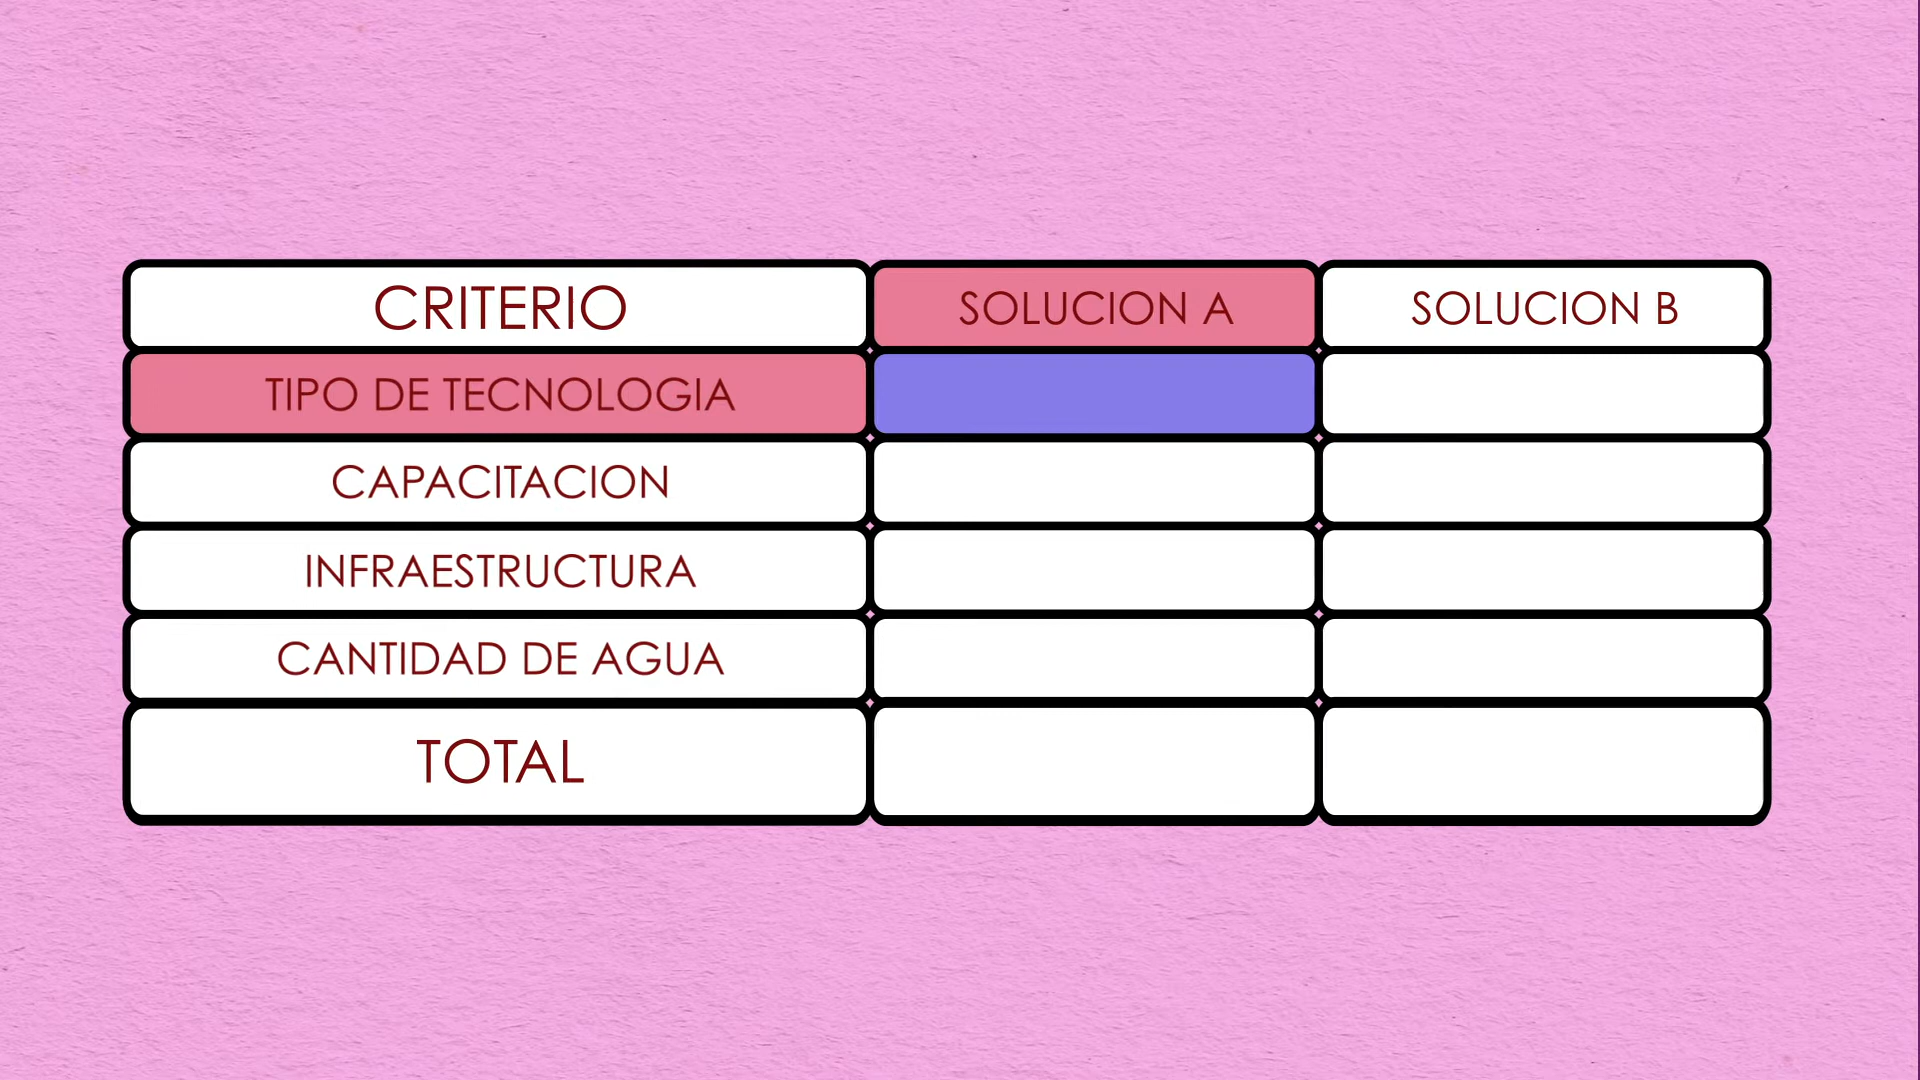 CRITERIO SOLUCION A SOLUCION B
TIPO DE TECNOLOGIA
CAPACITACION
INFRAESTRUCTURA
CANTIDAD DE AGUA
TOTAL